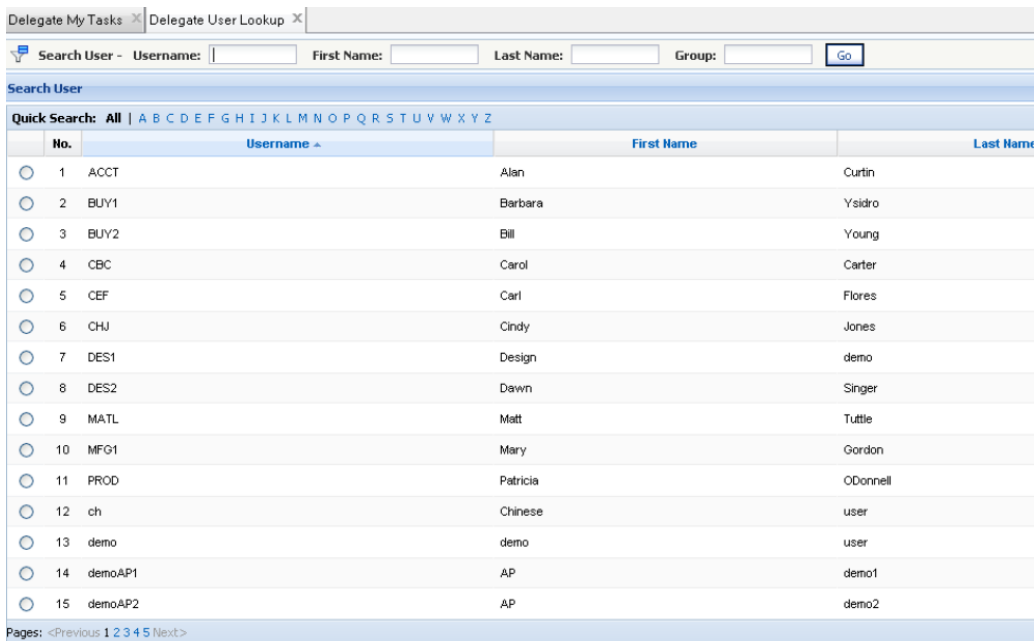 Delegate My Tasks X Delegate User Lookup X
Search User - Username: First Name: Last Name: Group: Go
Search User
Quick Search: All | A B C D E F G H I J K L M N O P Q R S T U V W X Y Z
No. Username First Name Last Name
1 ACCT Alan Curtin
2 BUY1 Barbara Ysidro
3 BUY2 Bill Young
4 CBC Carol Carter
5 CEF Carl Flores
6 CHJ Cindy Jones
7 DES1 Design demo
8 DES2 Dawn Singer
9 MATL Matt Tuttle
10 MFG1 Mary Gordon
11 PROD Patricia ODonnell
12 ch Chinese user
13 demo demo user
14 demoAP1 AP demo1
15 demoAP2 AP demo2
Pages: <Previous 1 2 3 4 5 Next>